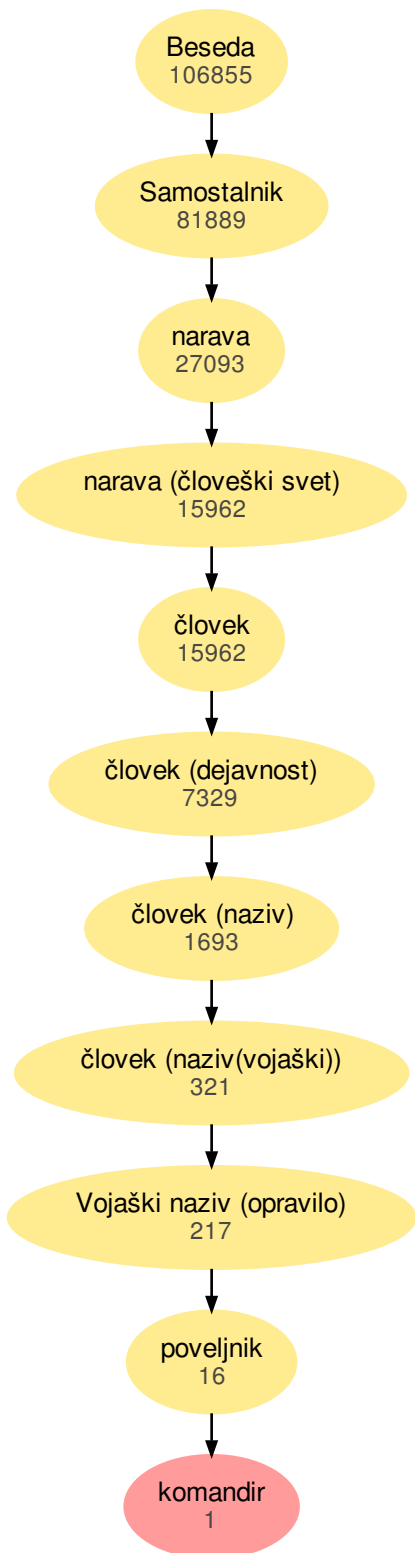 Beseda
106855
Samostalnik
81889
narava
27093
narava (človeški svet)
15962
človek
15962
človek (dejavnost)
7329
človek (naziv)
1693
človek (naziv(vojaški))
321
Vojaški naziv (opravilo)
217
poveljnik
16
komandir
1